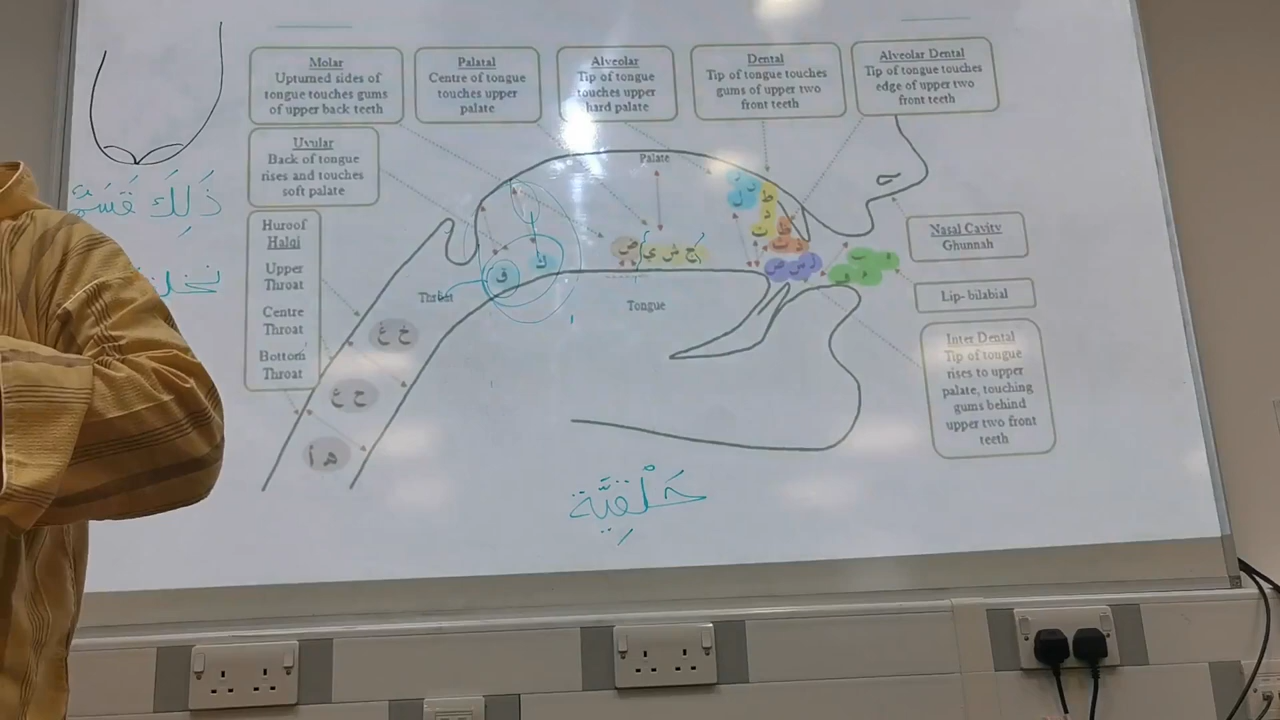 Molar
Upturned sides of
tongue touches gums
of upper back teeth
Palatal
Centre of tongue
touches upper
palate
Alveolar
Tip of tongue
touches upper
hard palate
Dental
Tip of tongue touches
gums of upper two
front teeth
Alveolar Dental
Tip of tongue touches
edge of upper two
front teeth
Uvular
Back of tongue
rises and touches
soft palate
Huroof
Halqi
Upper
Throat
Centre
Throat
Bottom
Throat
Palate
Tongue
Nasal Cavity
Ghunnah
Lip- bilabial
Inter Dental
Tip of tongue
rises to upper
palate, touching
gums behind
upper two front
teeth
ذَلِكَ
ق
ك
ض
ج ش ي
ط
د
ت
ل
ص س ز
خ غ
ح ع
ه أ
حَلْقِيَّة